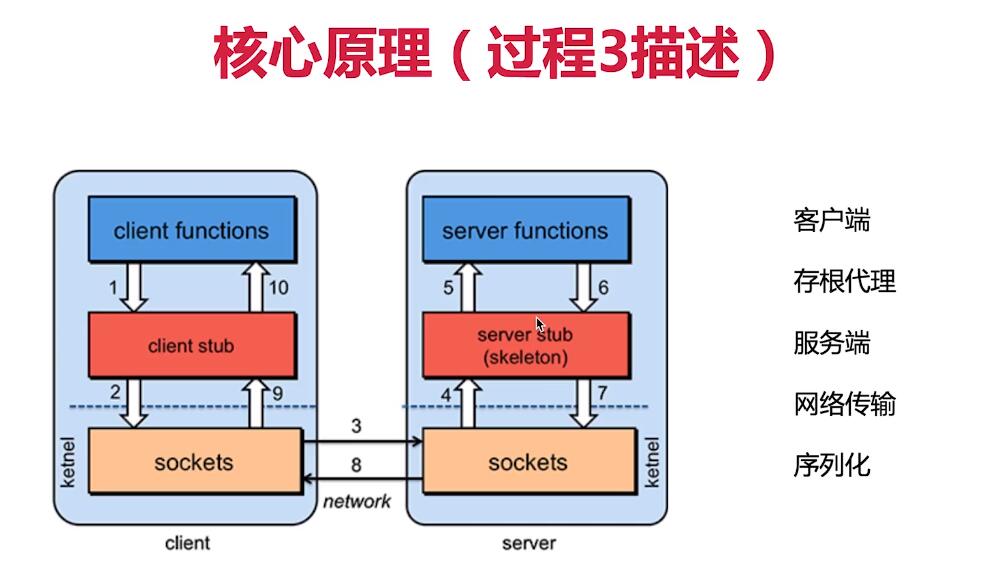 核心原理（过程3描述）
client functions
1
10
client stub
2
9
ketnel
sockets
client
3
8
network
server functions
5
6
server stub
(skeleton)
4
7
sockets
ketnel
server
客户端
存根代理
服务端
网络传输
序列化